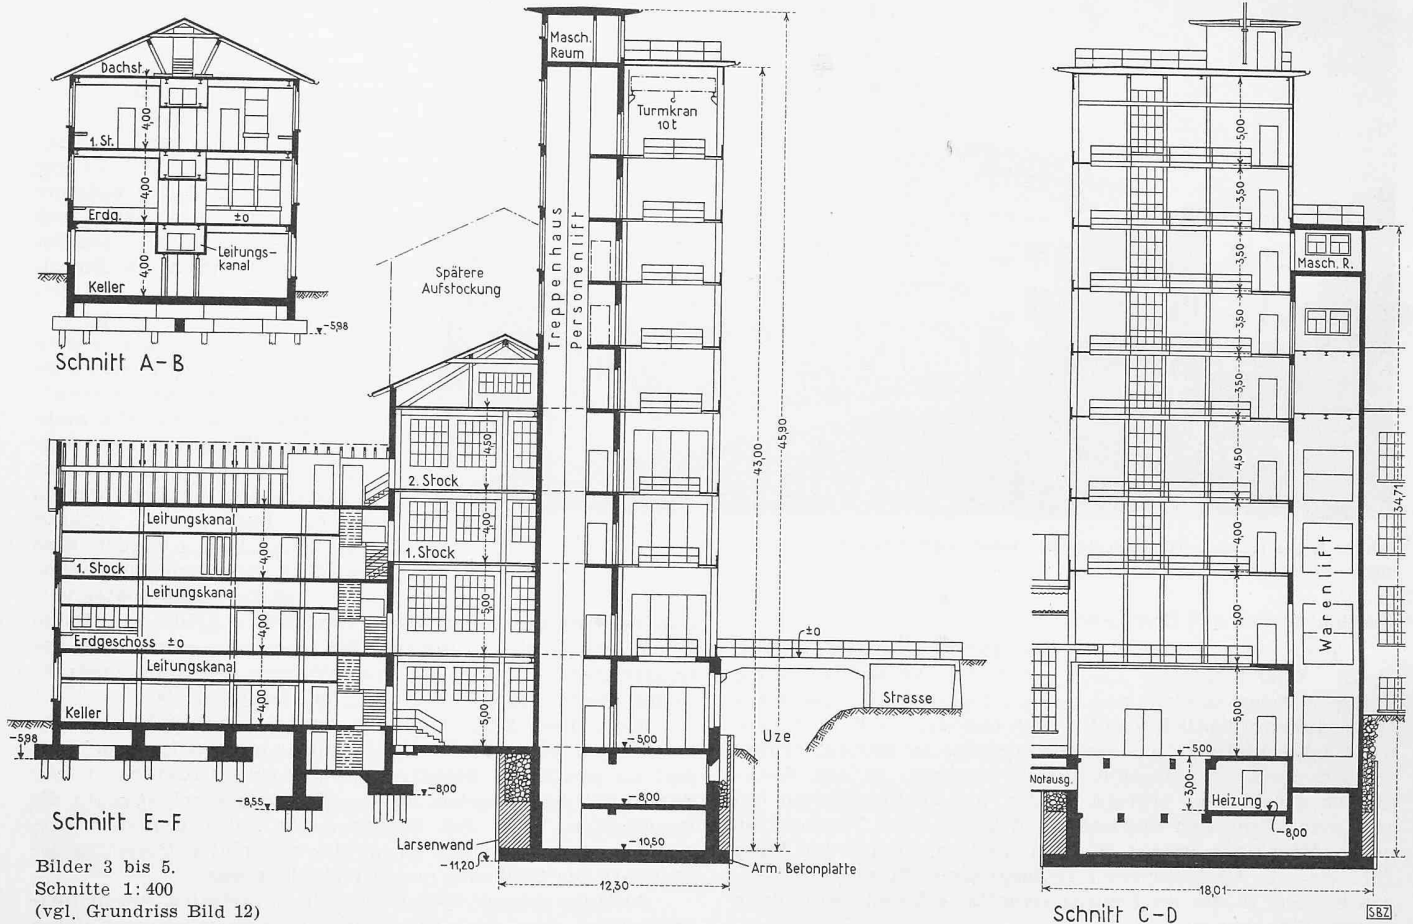 Dachst.
4,00
1. St.
4,00
Erdg.
±0
Leitungs-
kanal
4,00
Keller
-5,98
Schnitt A-B
Masch.
Raum
Turmkran
10t
Treppenhaus
Personenlift
Spätere
Aufstockung
43,00
45,90
4,50
2. Stock
4,00
1. Stock
5,00
5,00
Leitungskanal
4,00
1. Stock
Leitungskanal
4,00
Erdgeschoss ±0
Leitungskanal
4,00
Keller
-5,98
-8,55
-8,00
±0
Strasse
Uze
-5,00
-8,00
-10,50
Larsenwand
-11,20
Arm. Betonplatte
12,30
Schnitt E-F
5,00
3,50
3,50
3,50
3,50
4,50
4,00
5,00
5,00
Masch. R.
Warenlift
34,71
-5,00
Notausg.
3,00
Heizung
-8,00
18,01
Schnitt C-D
SBZ
Bilder 3 bis 5.
Schnitte 1:400
(vgl. Grundriss Bild 12)